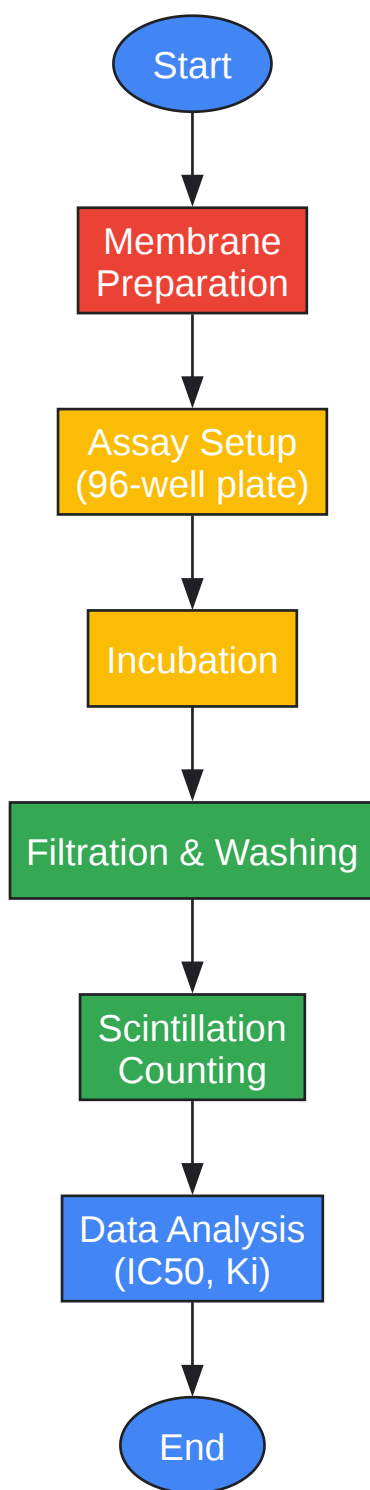 Start
Membrane
Preparation
Assay Setup
(96-well plate)
Incubation
Filtration & Washing
Scintillation
Counting
Data Analysis
(IC50, Ki)
End